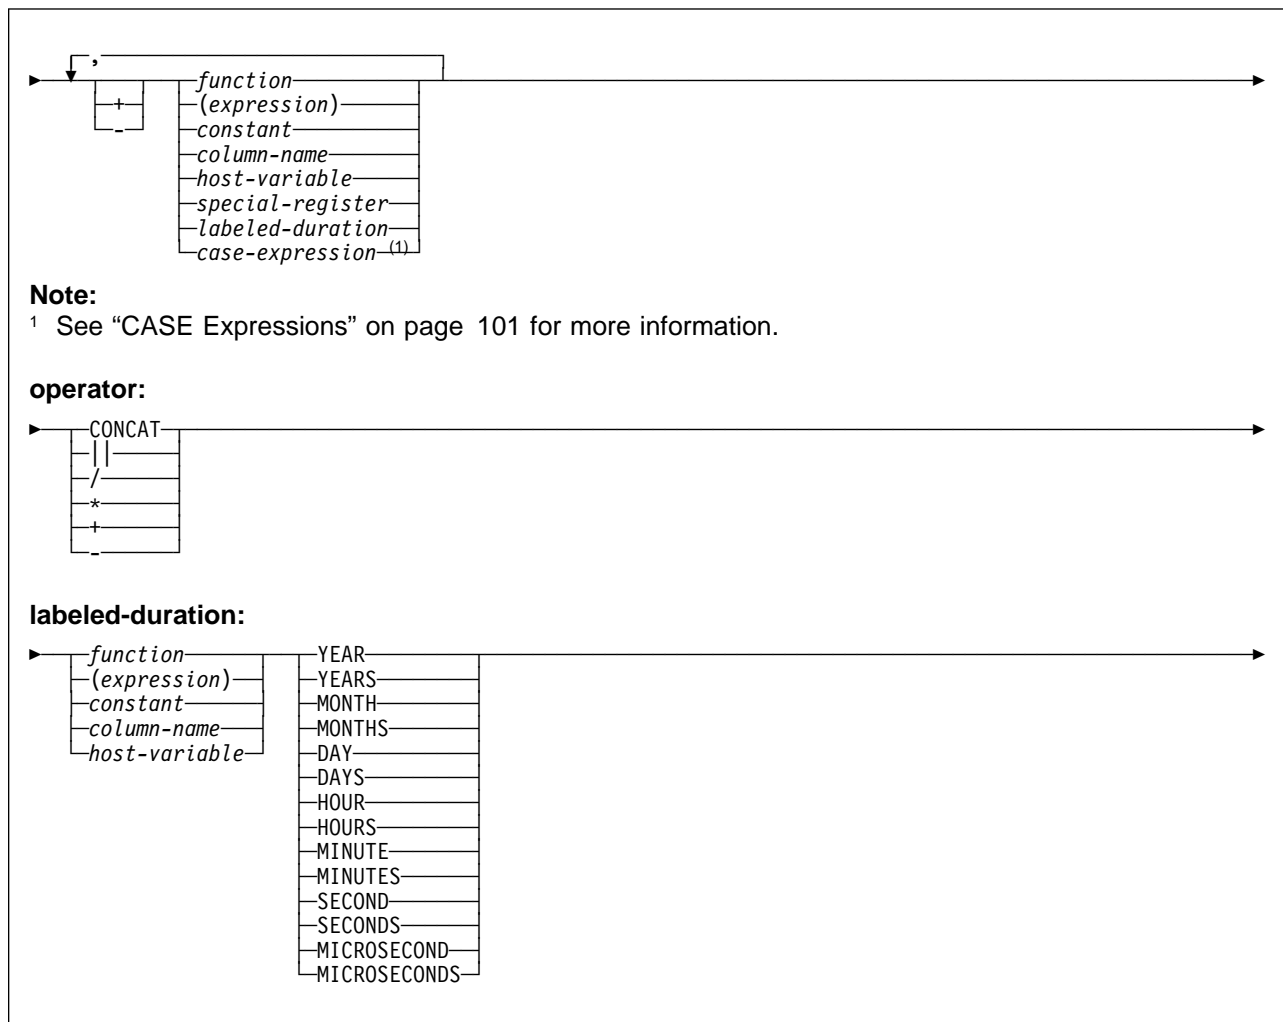 ,
function
+ (expression)
- constant
column-name
host-variable
special-register
labeled-duration
case-expression (1)
Note:
1 See “CASE Expressions” on page 101 for more information.
operator:
CONCAT
||
/
*
+
-
labeled-duration:
function YEAR
(expression) YEARS
constant MONTH
column-name MONTHS
host-variable DAY
DAYS
HOUR
HOURS
MINUTE
MINUTES
SECOND
SECONDS
MICROSECOND
MICROSECONDS